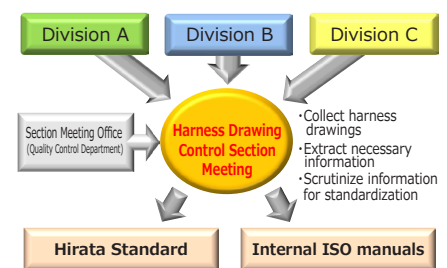 Division A
Division B
Division C
Section Meeting Office
(Quality Control Department)
Harness Drawing
Control Section
Meeting
・Collect harness
drawings
・Extract necessary
information
・Scrutinize information
for standardization
Hirata Standard
Internal ISO manuals